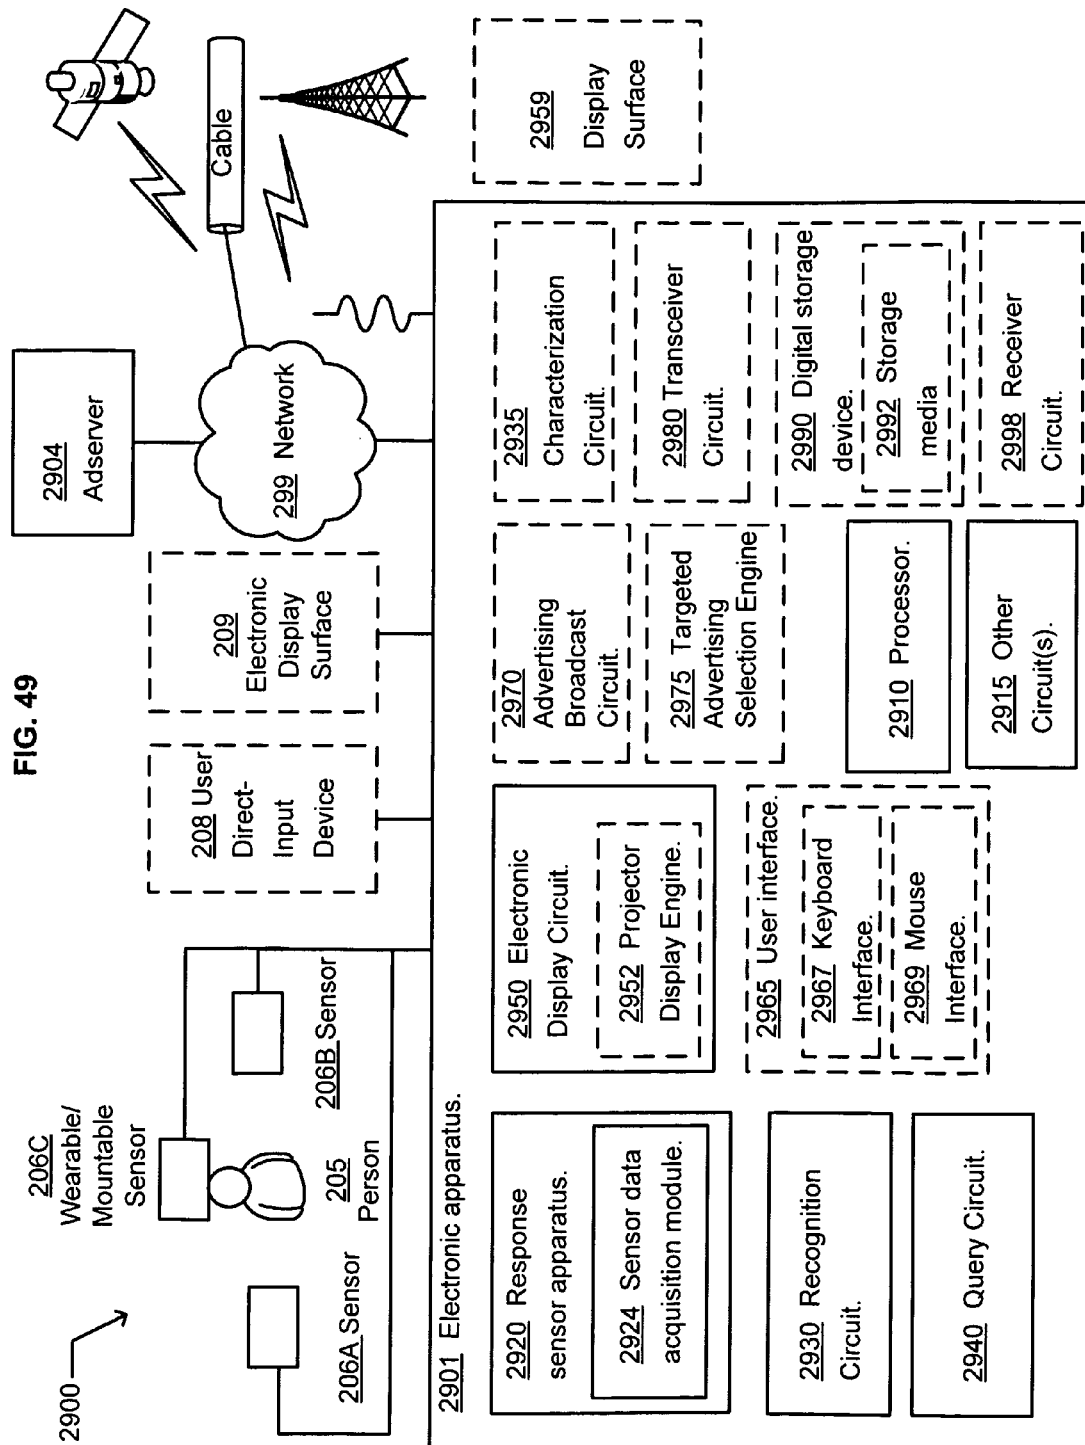 FIG. 49
2900
206C
Wearable/
Mountable
Sensor
206A Sensor
205
Person
206B Sensor
208 User
Direct-
Input
Device
209
Electronic
Display
Surface
2904
Adserver
299 Network
Cable
2959
Display
Surface
2901 Electronic apparatus.
2920 Response
sensor apparatus.
2924 Sensor data
acquisition module.
2930 Recognition
Circuit.
2940 Query Circuit.
2950 Electronic
Display Circuit.
2952 Projector
Display Engine.
2965 User interface.
2967 Keyboard
Interface.
2969 Mouse
Interface.
2970
Advertising
Broadcast
Circuit.
2975 Targeted
Advertising
Selection Engine
2910 Processor.
2915 Other
Circuit(s).
2935
Characterization
Circuit.
2980 Transceiver
Circuit.
2990 Digital storage
device.
2992 Storage
media
2998 Receiver
Circuit.